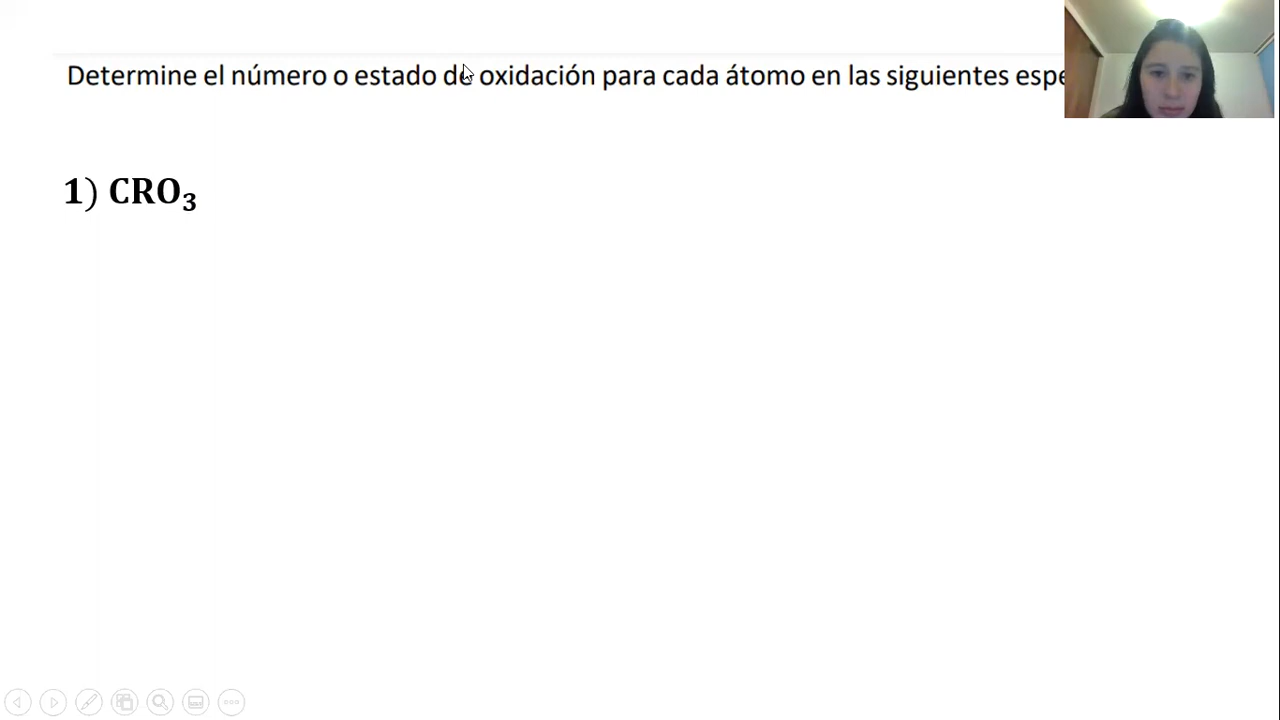 Determine el número o estado de oxidación para cada átomo en las siguientes espe
1) CRO₃